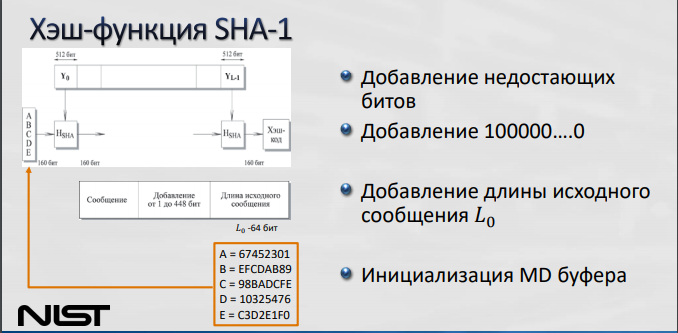 Хэш-функция SHA-1
512 бит
512 бит
Y0
YL-1
A
B
C
D
E
HSHA
HSHA
Хэш-
код
160 бит
160 бит
160 бит
Сообщение
Добавление
от 1 до 448 бит
Длина исходного
сообщения
L0 -64 бит
A = 67452301
B = EFCDAB89
C = 98BADCFE
D = 10325476
E = C3D2E1F0
NIST
Добавление недостающих
битов
Добавление 100000....0
Добавление длины исходного
сообщения L0
Инициализация MD буфера